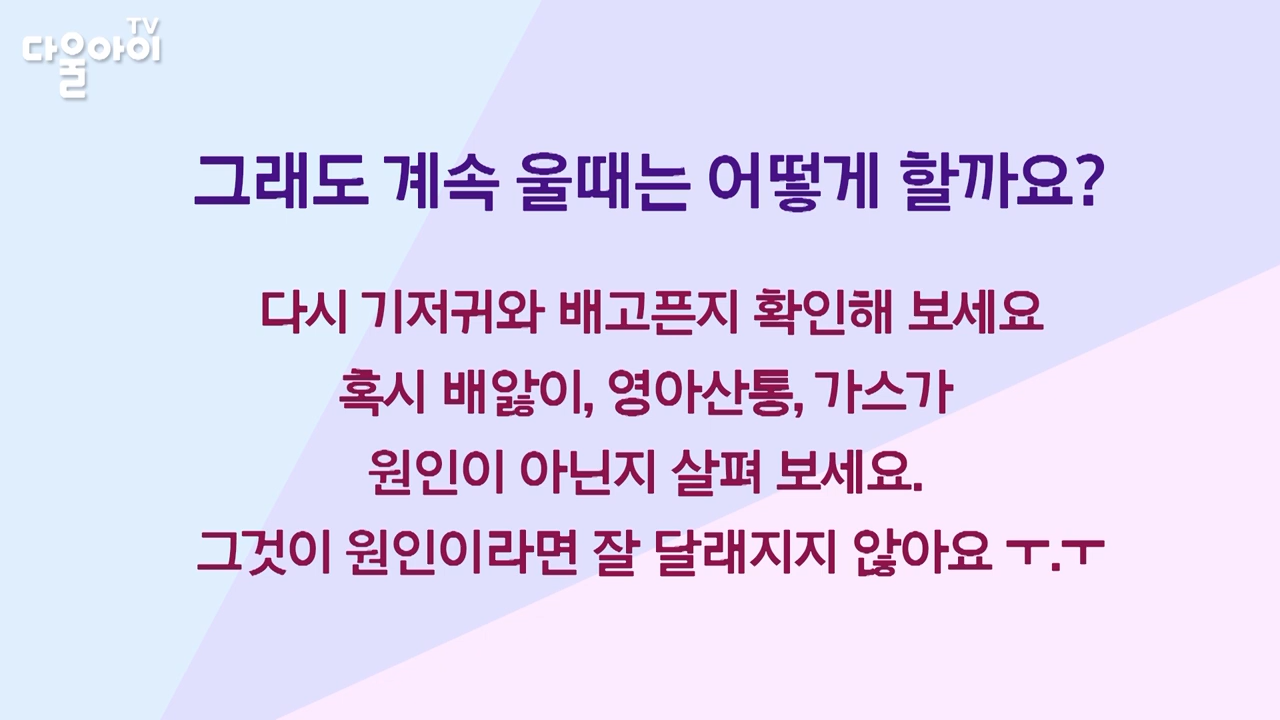 TV
다울아이
그래도 계속 울때는 어떻게 할까요?
다시 기저귀와 배고픈지 확인해 보세요
혹시 배앓이, 영아산통, 가스가
원인이 아닌지 살펴 보세요.
그것이 원인이라면 잘 달래지지 않아요 ㅜ.ㅜ